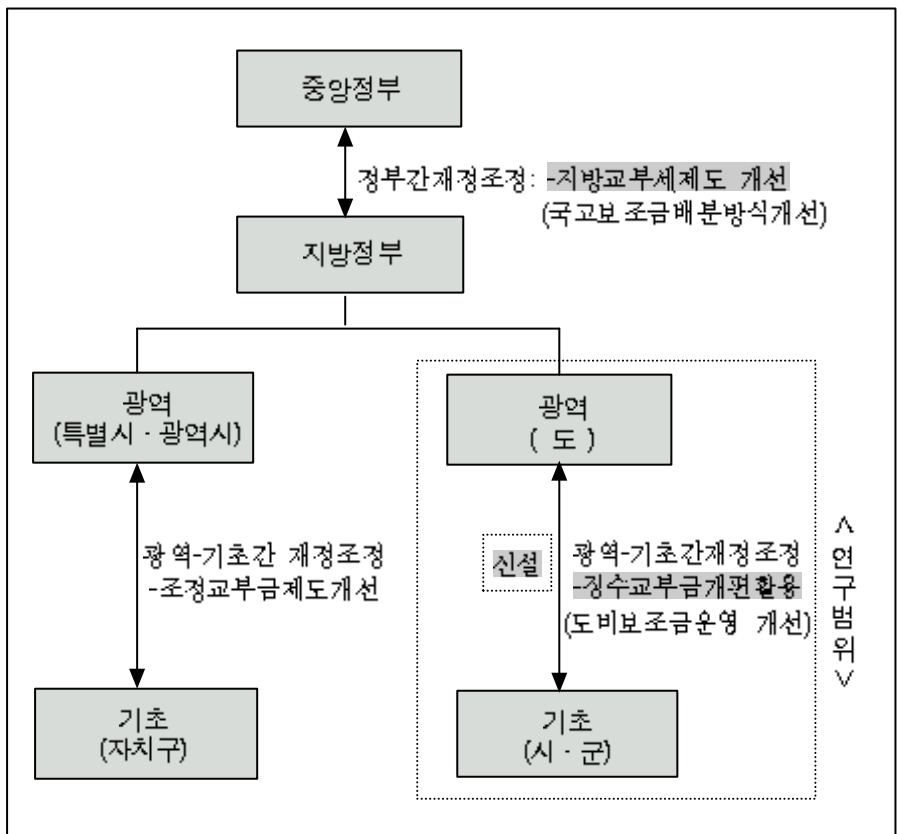 중앙정부
정부간재정조정: -지방교부세제도 개선
(국고보조금배분방식개선)
지방정부
광역
(특별시 · 광역시)
광역
( 도 )
광역-기초간 재정조정
-조정교부금제도개선
신설
광역-기초간재정조정
-징수교부금개편활용
(도비보조금운영 개선)
<연구범위>
기초
(자치구)
기초
(시 · 군)